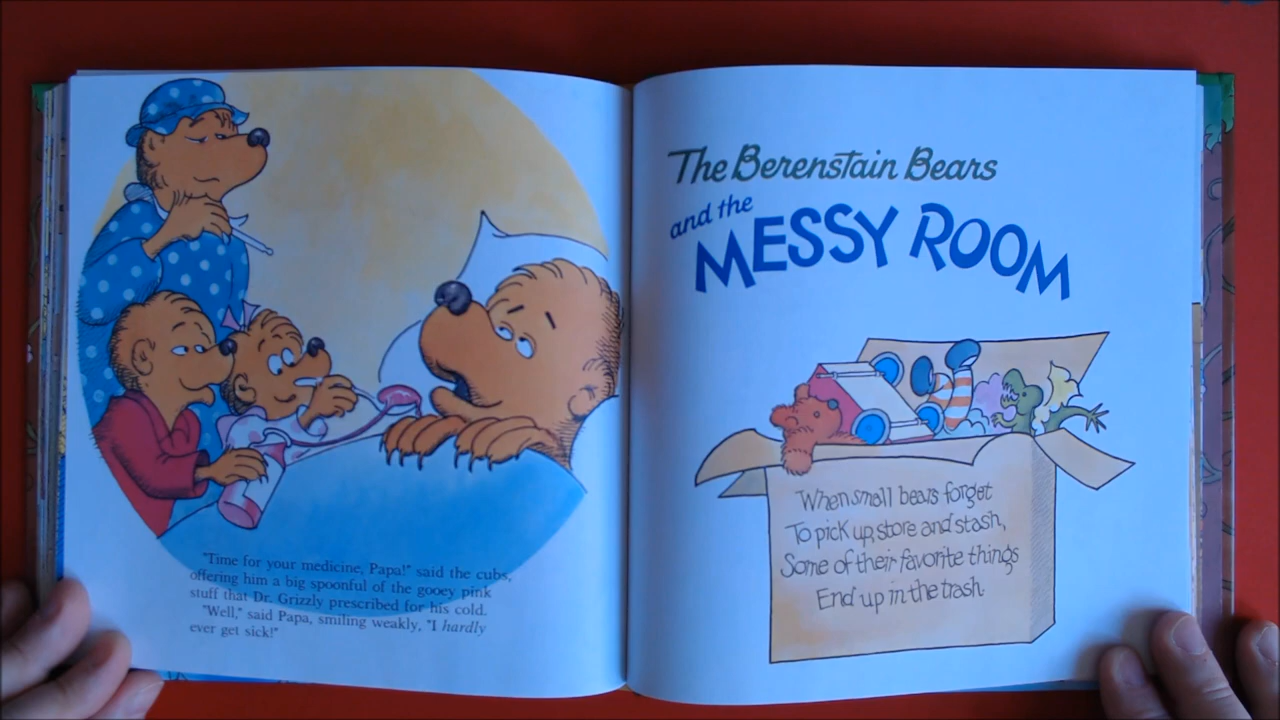 "Time for your medicine, Papa!" said the cubs,
offering him a big spoonful of the gooey pink
stuff that Dr. Grizzly prescribed for his cold.
"Well," said Papa, smiling weakly, "I hardly
ever get sick!"
The Berenstain Bears
and the
MESSY ROOM
When small bears forget
To pick up, store and stash,
Some of their favorite things
End up in the trash.